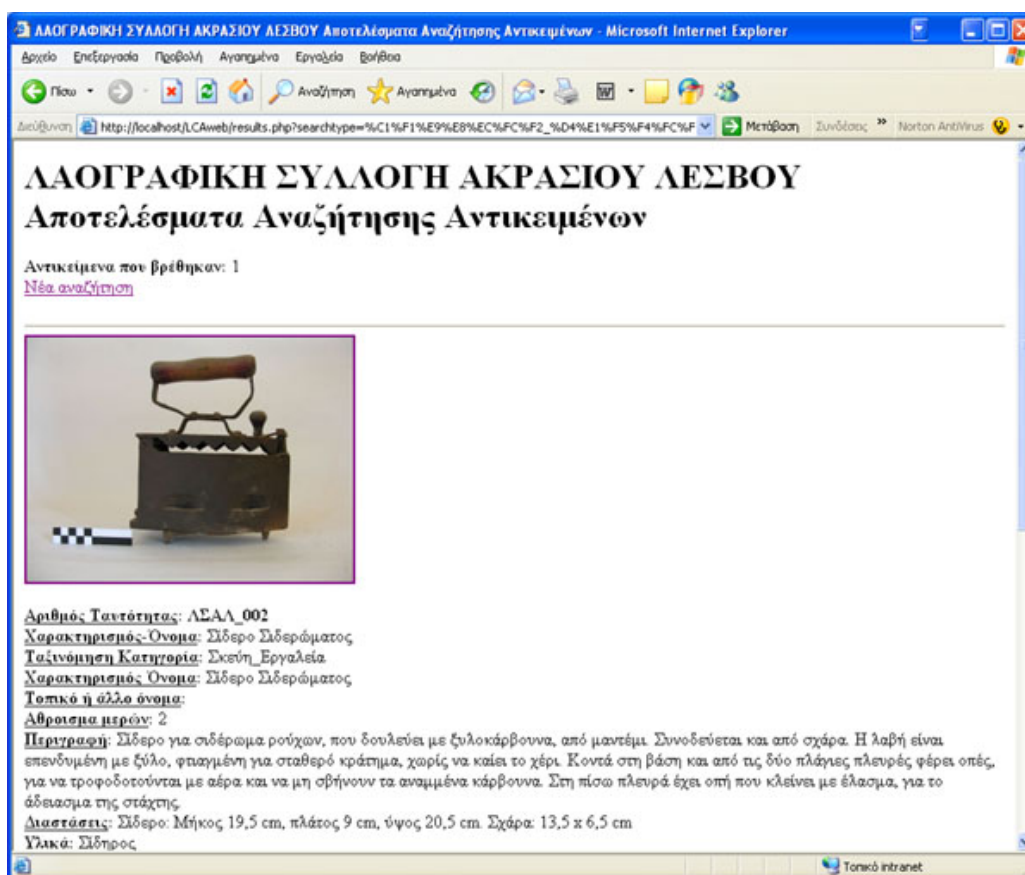 ΛΑΟΓΡΑΦΙΚΗ ΣΥΛΛΟΓΗ ΑΚΡΑΣΙΟΥ ΛΕΣΒΟΥ Αποτελέσματα Αναζήτησης Αντικειμένων - Microsoft Internet Explorer
Αρχείο Επεξεργασία Προβολή Αγαπημένα Εργαλεία Βοήθεια
Πίσω Αναζήτηση Αγαπημένα
Διεύθυνση http://localhost/LCAweb/results.php?searchtype=%C1%F1%E9%E8%EC%FC%F2_%D4%E1%F5%F4%FC%F Μετάβαση Συνδέσεις » Norton AntiVirus
ΛΑΟΓΡΑΦΙΚΗ ΣΥΛΛΟΓΗ ΑΚΡΑΣΙΟΥ ΛΕΣΒΟΥ
Αποτελέσματα Αναζήτησης Αντικειμένων
Αντικείμενα που βρέθηκαν: 1
Νέα αναζήτηση
Αριθμός Ταυτότητας: ΛΣΑΛ_002
Χαρακτηρισμός-Όνομα: Σίδερο Σιδερώματος
Ταξινόμηση Κατηγορία: Σκεύη_Εργαλεία
Χαρακτηρισμός Όνομα: Σίδερο Σιδερώματος
Τοπικό ή άλλο όνομα:
Αθροισμα μερών: 2
Περιγραφή: Σίδερο για σιδέρωμα ρούχων, που δουλεύει με ξυλοκάρβουνα, από μαντέμι. Συνοδεύεται και από σχάρα. Η λαβή είναι
επενδυμένη με ξύλο, φτιαγμένη για σταθερό κράτημα, χωρίς να καίει το χέρι. Κοντά στη βάση και από τις δύο πλάγιες πλευρές φέρει οπές,
για να τροφοδοτούνται με αέρα και να μη σβήνουν τα αναμμένα κάρβουνα. Στη πίσω πλευρά έχει οπή που κλείνει με έλασμα, για το
άδειασμα της στάχτης.
Διαστάσεις: Σίδερο: Μήκος 19,5 cm, πλάτος 9 cm, ύψος 20,5 cm. Σχάρα: 13,5 x 6,5 cm
Υλικά: Σίδηρος
Τοπικό intranet